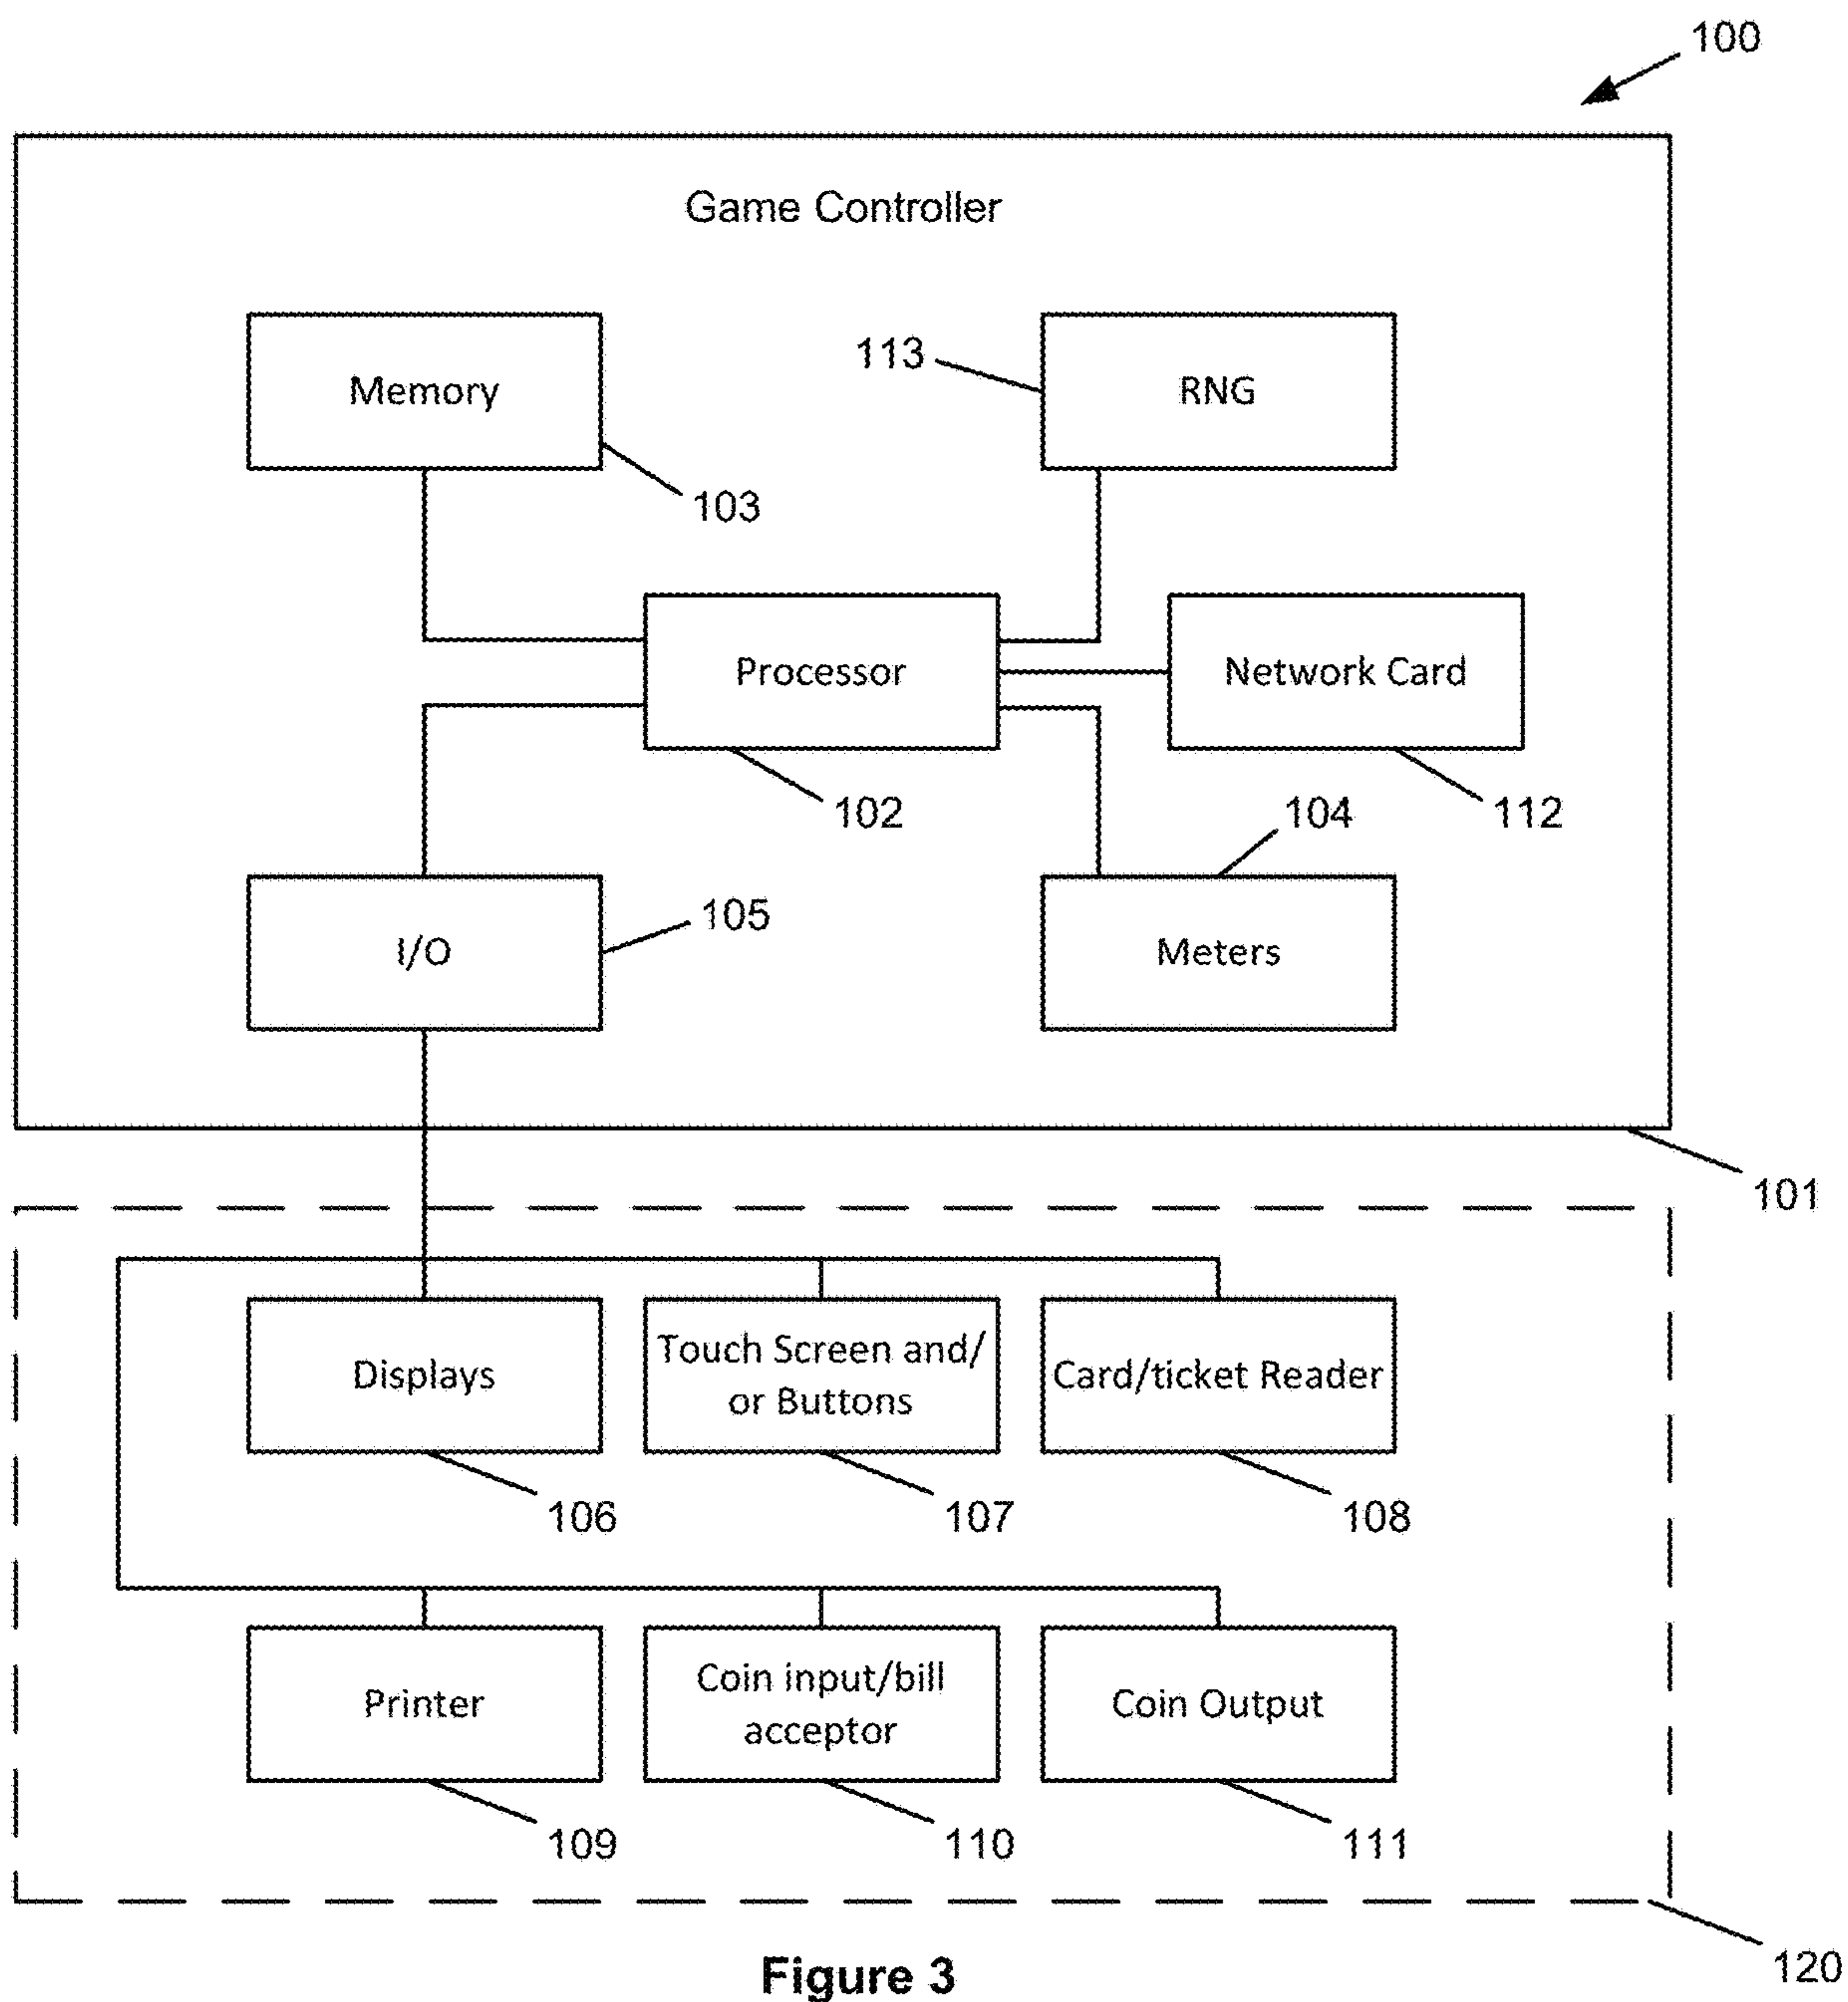 100
Game Controller
Memory
113
RNG
103
Processor
Network Card
102
104
112
I/O
105
Meters
101
Displays
Touch Screen and/
or Buttons
Card/ticket Reader
106
107
108
Printer
Coin input/bill
acceptor
Coin Output
109
110
111
120
Figure 3